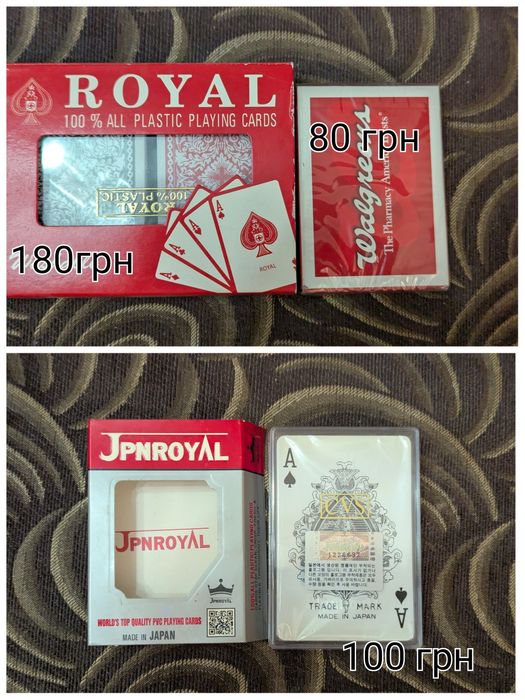 ROYAL
100 % ALL PLASTIC PLAYING CARDS
ROYAL
100% PLASTIC
A
A
A
A
ROYAL
180грн
80 грн
Walgreens
The Pharmacy America Trusts®
JPNROYAL
JPNROYAL
JPNROYAL
WORLD'S TOP QUALITY PVC PLAYING CARDS
MADE IN JAPAN
A
CVS
TRADE MARK
MADE IN JAPAN
A
100 грн